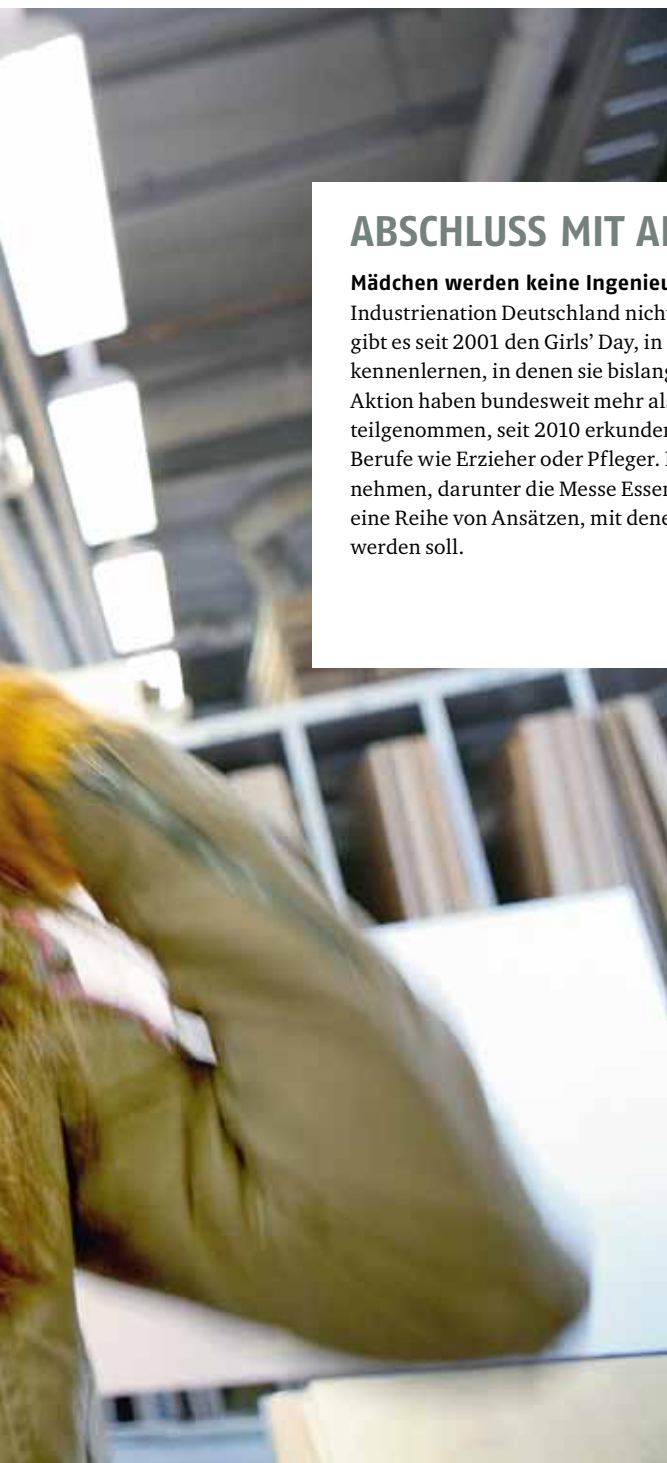 ABSCHLUSS MIT
Mädchen werden keine
Industrienation Deutschland
gibt es seit 2001 den Girls’ Day, in
kennenlernen, in denen sie
Aktion haben bundesweit mehr
teilgenommen, seit 2010
Berufe wie Erzieher oder Pfleger.
nehmen, darunter die Messe
eine Reihe von Ansätzen, mit
werden soll.